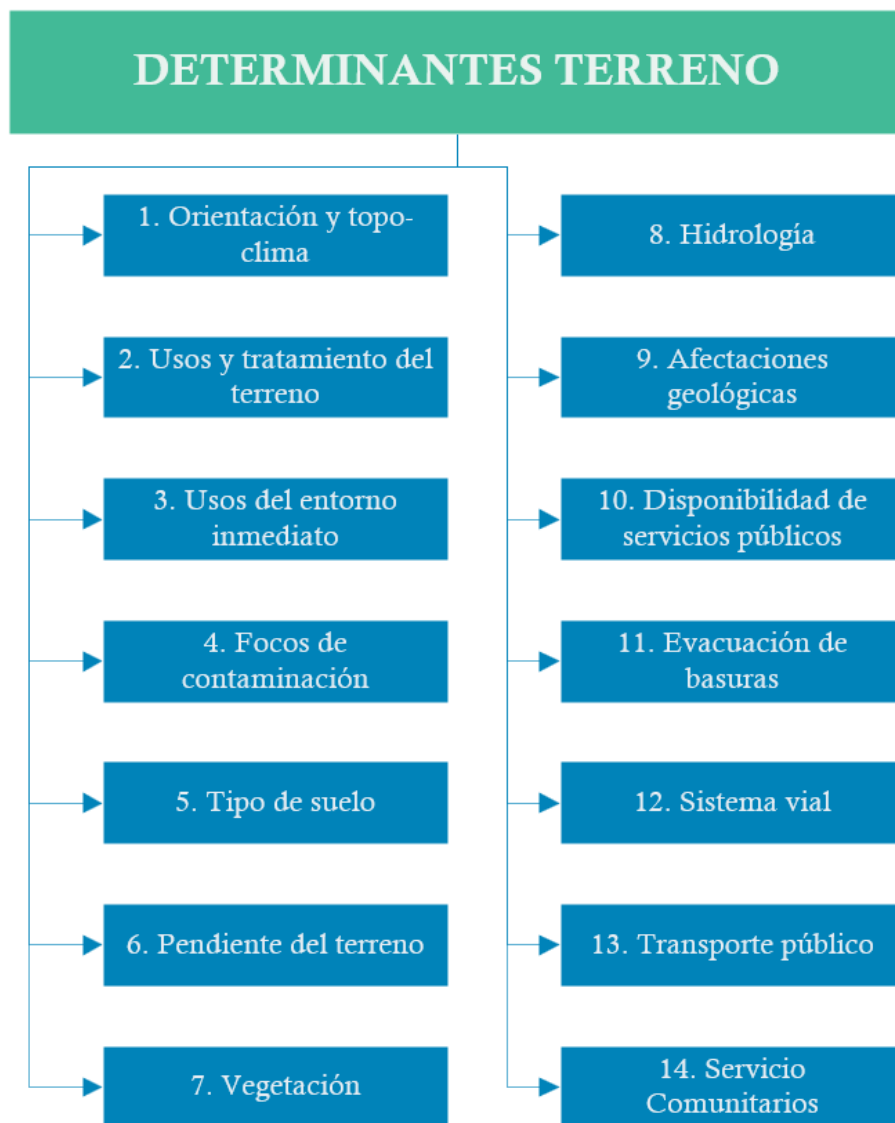 DETERMINANTES TERRENO
1. Orientación y topo-
clima
2. Usos y tratamiento del
terreno
3. Usos del entorno
inmediato
4. Focos de
contaminación
5. Tipo de suelo
6. Pendiente del terreno
7. Vegetación
8. Hidrología
9. Afectaciones
geológicas
10. Disponibilidad de
servicios públicos
11. Evacuación de
basuras
12. Sistema vial
13. Transporte público
14. Servicio
Comunitarios